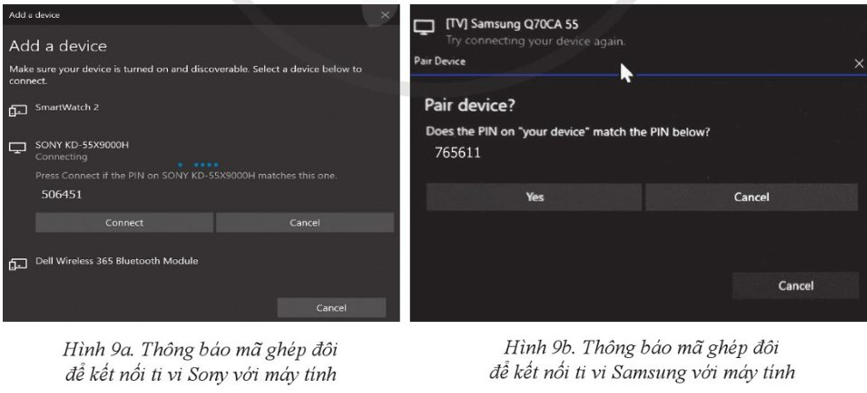 Add a device
Add a device
Make sure your device is turned on and discoverable. Select a device below to
connect.
SmartWatch 2
SONY KD-55X9000H
Connecting
Press Connect if the PIN on SONY KD-55X9000H matches this one.
506451
Connect
Cancel
Dell Wireless 365 Bluetooth Module
Cancel
Hình 9a. Thông báo mã ghép đôi
để kết nối ti vi Sony với máy tính
[TV] Samsung Q70CA 55
Try connecting your device again.
Pair Device
Pair device?
Does the PIN on "your device" match the PIN below?
765611
Yes
Cancel
Cancel
Hình 9b. Thông báo mã ghép đôi
để kết nối ti vi Samsung với máy tính